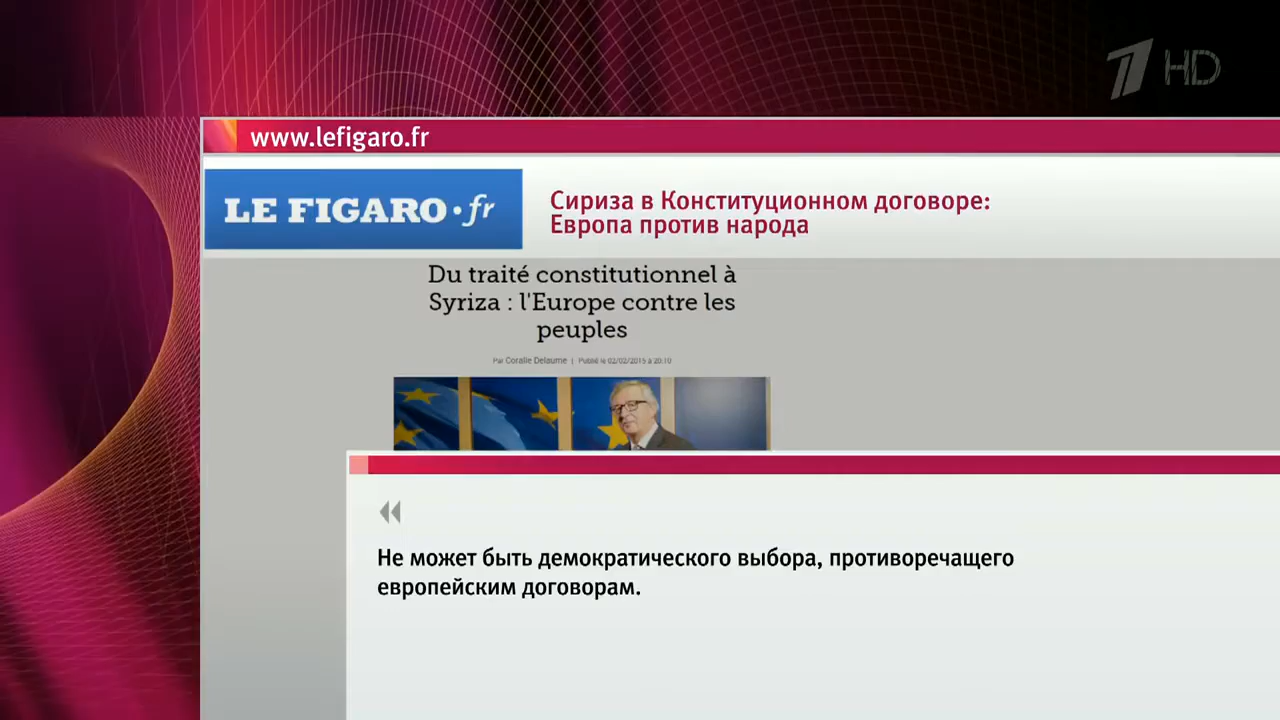 1 HD
www.lefigaro.fr
LE FIGARO·fr
Сириза в Конституционном договоре:
Европа против народа
Du traité constitutionnel à
Syriza : l'Europe contre les
peuples
Par Coralie Delaume | Publié le 02/02/2015 à 20:10
Не может быть демократического выбора, противоречащего
европейским договорам.